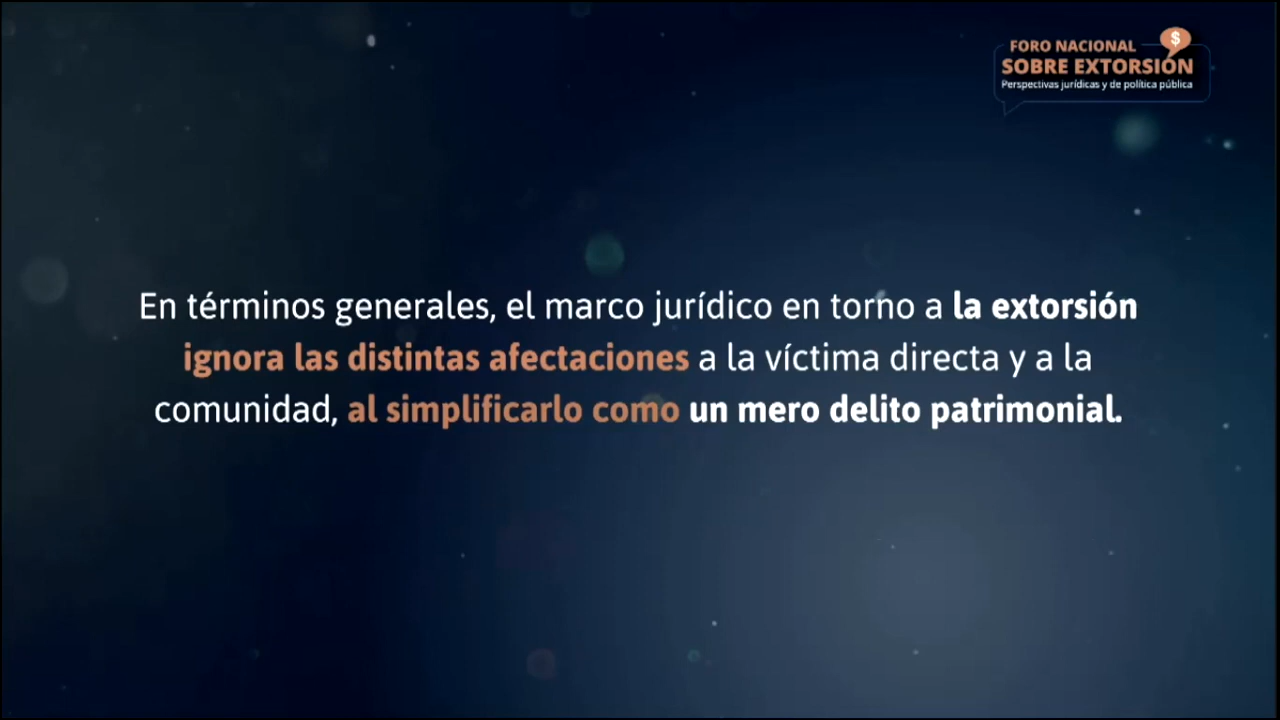 $
FORO NACIONAL
SOBRE EXTORSIÓN
Perspectivas jurídicas y de política pública
En términos generales, el marco jurídico en torno a la extorsión
ignora las distintas afectaciones a la víctima directa y a la
comunidad, al simplificarlo como un mero delito patrimonial.